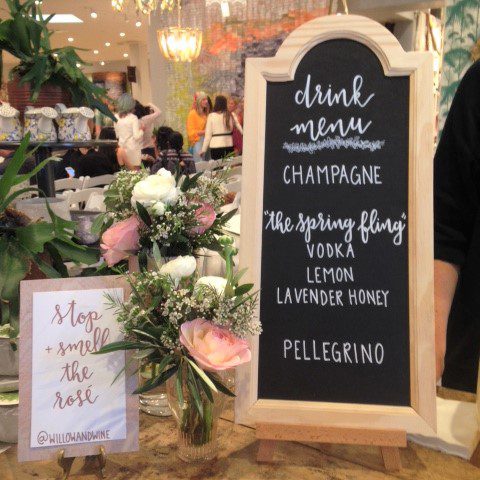 drink
menu
CHAMPAGNE
"the spring fling"
VODKA
LEMON
LAVENDER HONEY
PELLEGRINO
stop
+ smell
the
rosé
@WILLOWANDWINE